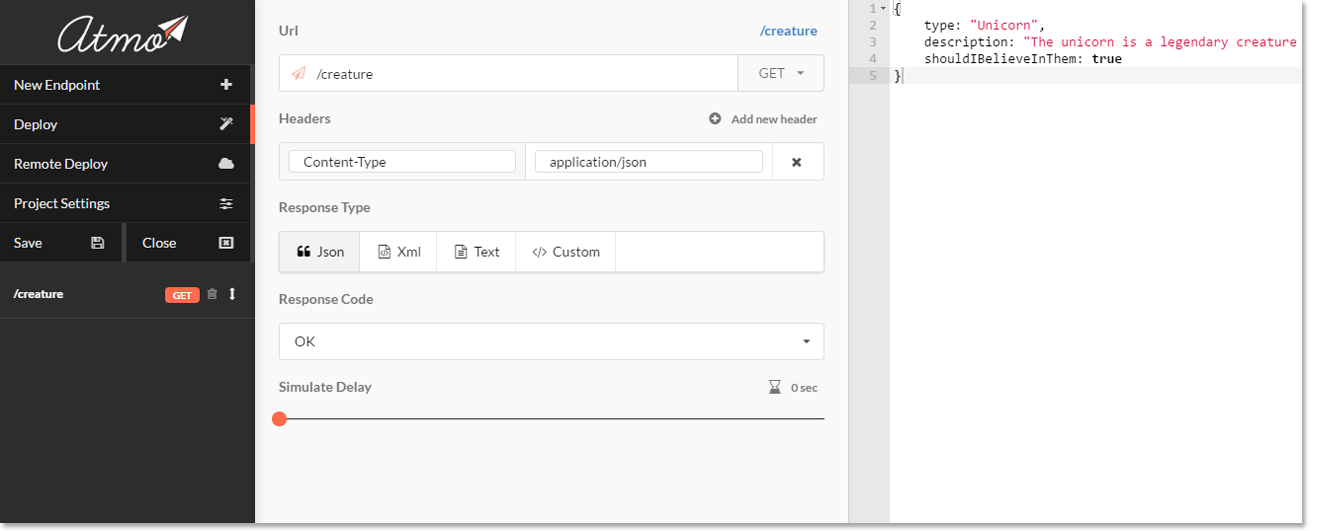 Atmo
New Endpoint
Deploy
Remote Deploy
Project Settings
Save Close
/creature GET
Url /creature
/creature GET
Headers Add new header
Content-Type application/json
Response Type
Json Xml Text Custom
Response Code
OK
Simulate Delay 0 sec
1 {
2 type: "Unicorn",
3 description: "The unicorn is a legendary creature
4 shouldIBelieveInThem: true
5 }